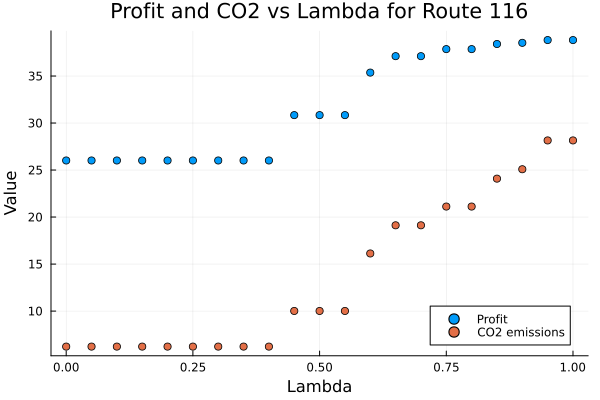 Profit and CO2 vs Lambda for Route 116
Value
35
30
25
20
15
10
0.00 0.25 0.50 0.75 1.00
Lambda
Profit
CO2 emissions